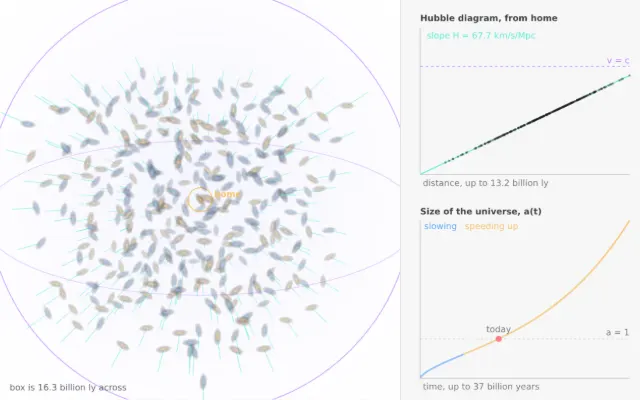 Hubble diagram, from home
slope H = 67.7 km/s/Mpc
v = c
distance, up to 13.2 billion ly
home
Size of the universe, a(t)
slowing speeding up
today
a = 1
time, up to 37 billion years
box is 16.3 billion ly across